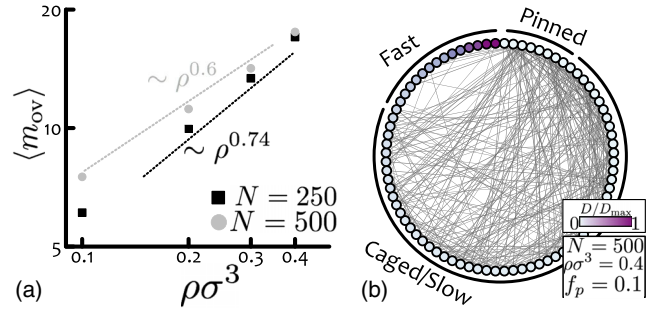 20
10
5
⟨m_ov⟩
0.1
0.2
0.3
0.4
ρσ³
∼ ρ^0.6
∼ ρ^0.74
N = 250
N = 500
(a)
Fast
Pinned
Caged/Slow
D/D_max
0 1
N = 500
ρσ³ = 0.4
f_p = 0.1
(b)